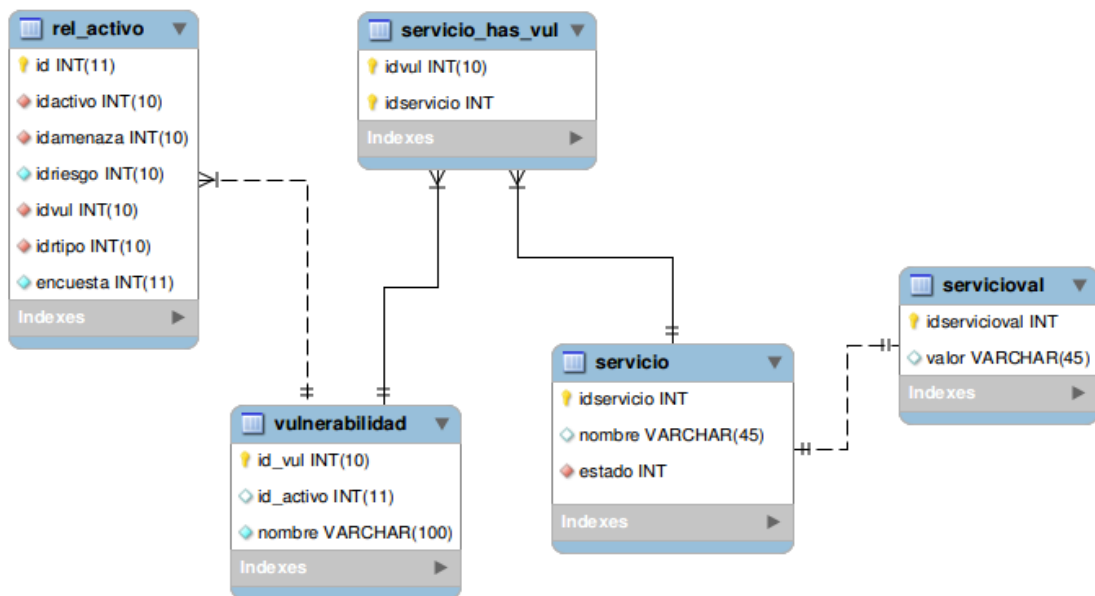 rel_activo
id INT(11)
idactivo INT(10)
idamenaza INT(10)
idriesgo INT(10)
idvul INT(10)
idrtipo INT(10)
encuesta INT(11)
Indexes
servicio_has_vul
idvul INT(10)
idservicio INT
Indexes
servicioval
idservicioval INT
valor VARCHAR(45)
Indexes
servicio
idservicio INT
nombre VARCHAR(45)
estado INT
Indexes
vulnerabilidad
id_vul INT(10)
id_activo INT(11)
nombre VARCHAR(100)
Indexes